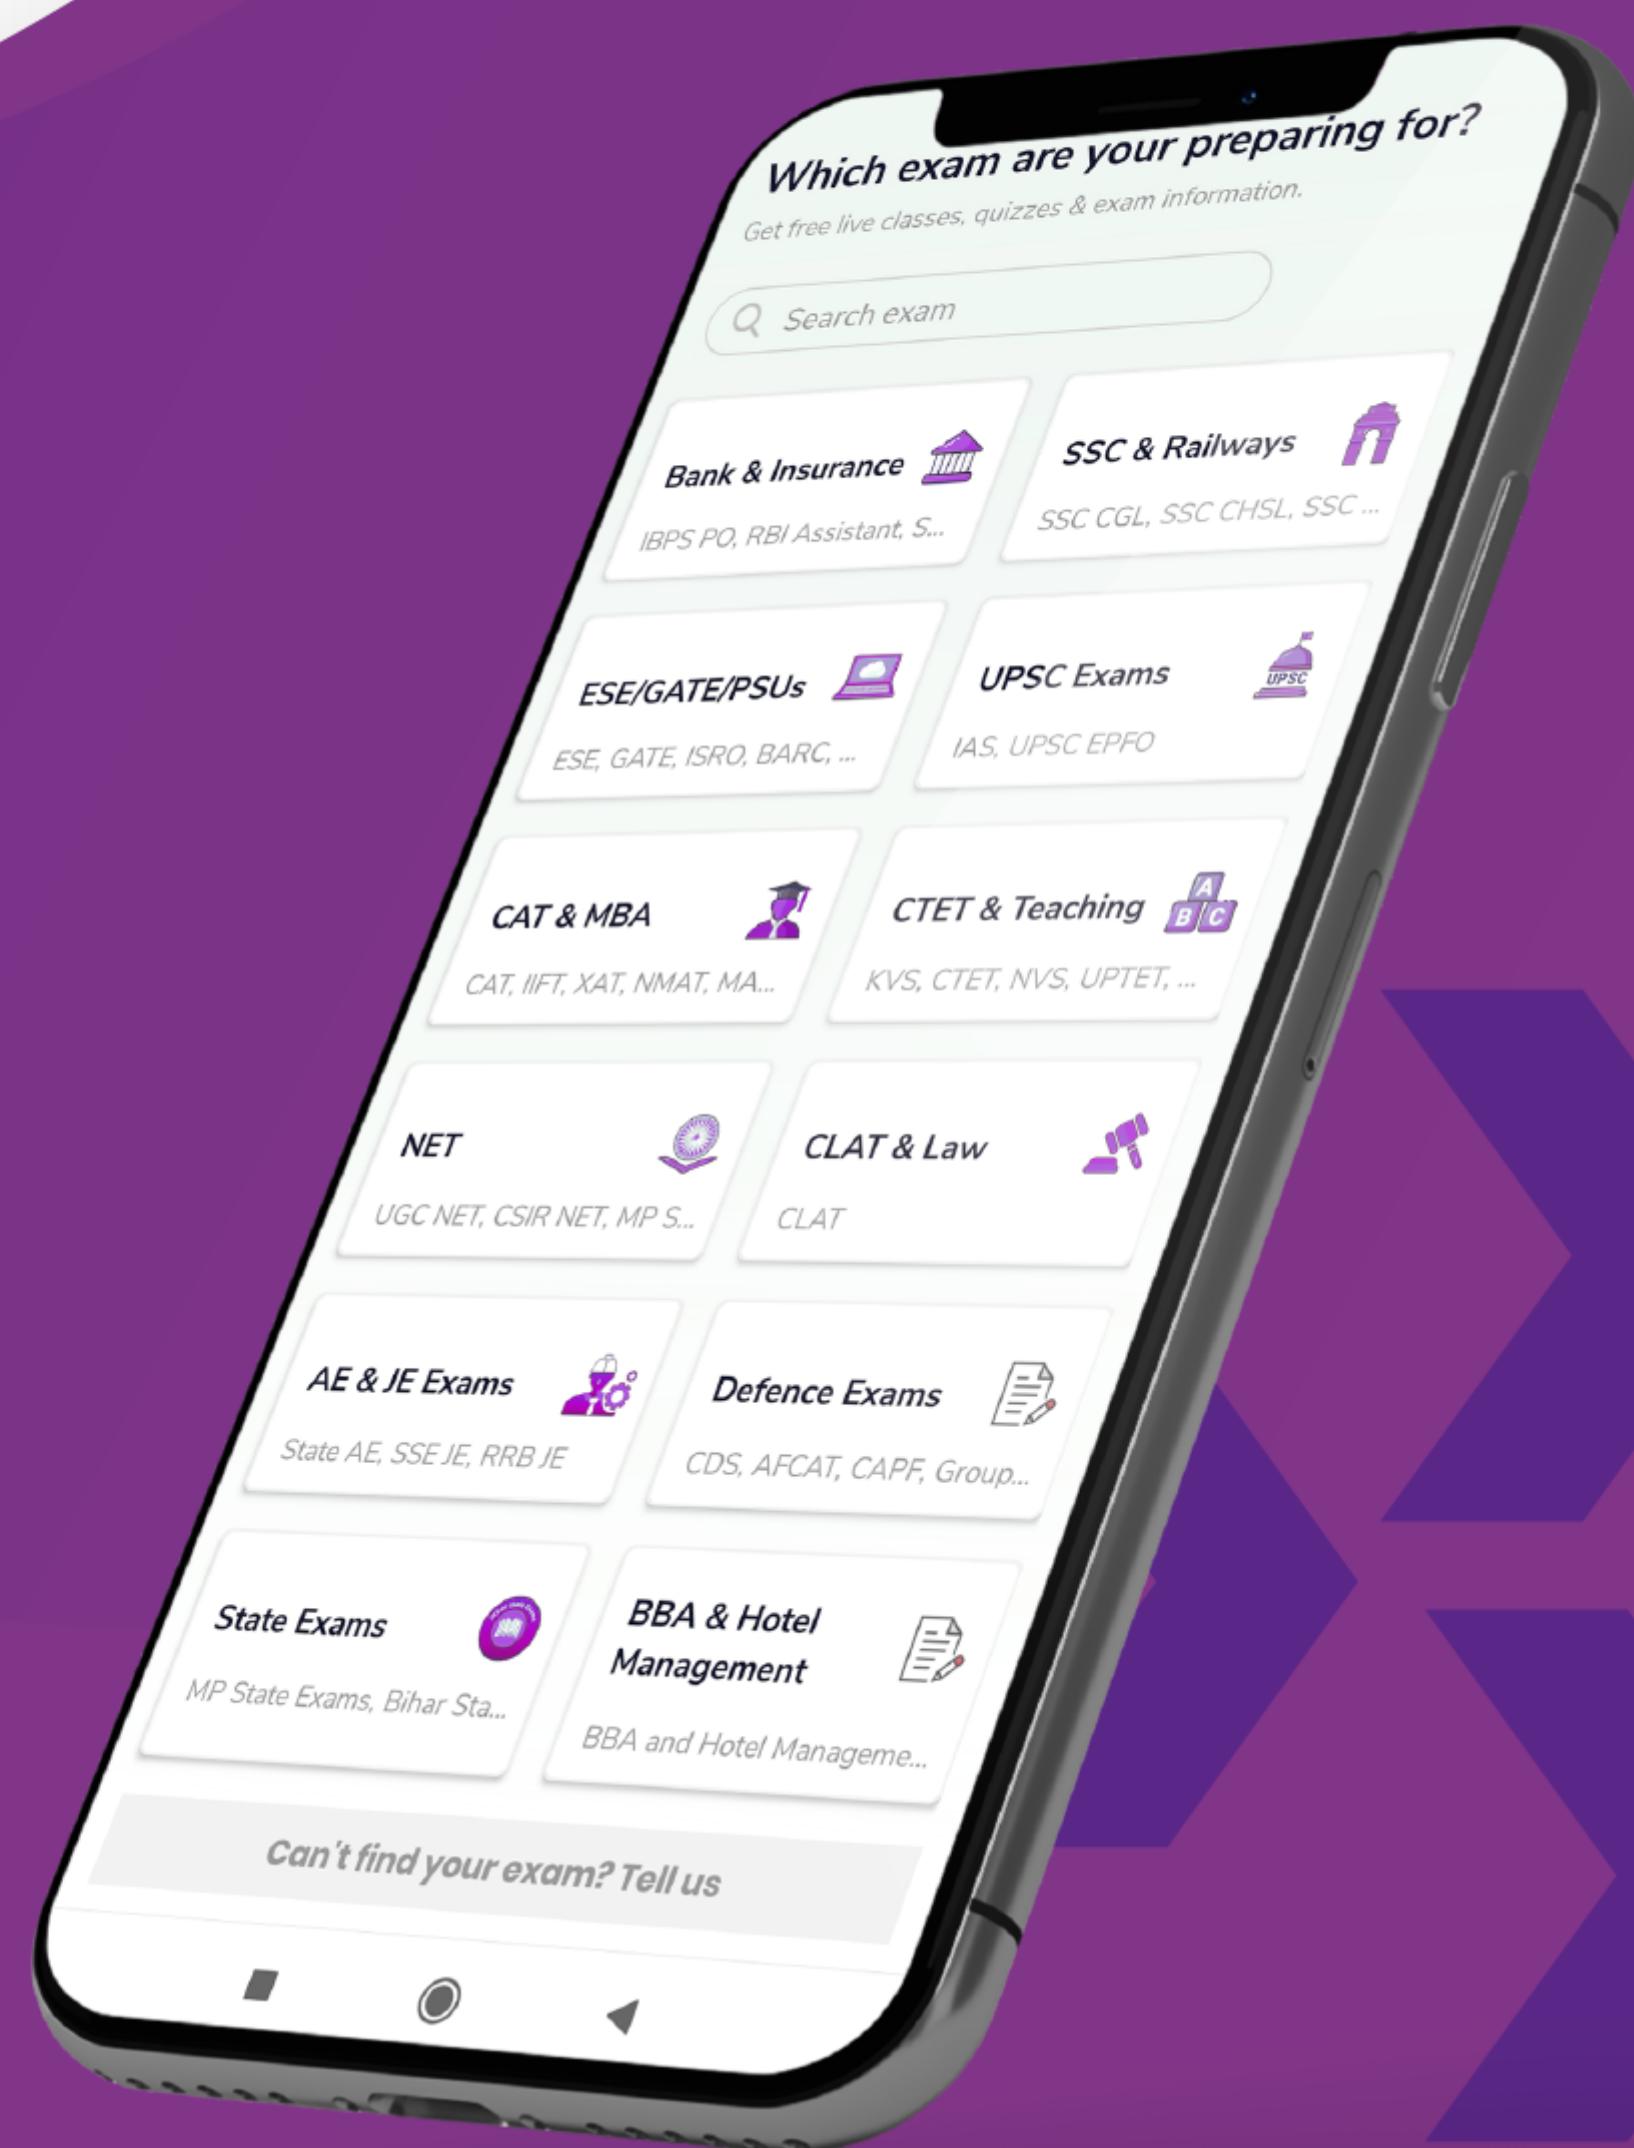 Which exam are your preparing for?
Get free live classes, quizzes & exam information.
Search exam
Bank & Insurance
IBPS PO, RBI Assistant, S...
SSC & Railways
SSC CGL, SSC CHSL, SSC ...
ESE/GATE/PSUs
ESE, GATE, ISRO, BARC, ...
UPSC Exams
UPSC
IAS, UPSC EPFO
CAT & MBA
CAT, IIFT, XAT, NMAT, MA...
CTET & Teaching
A
B C
KVS, CTET, NVS, UPTET, ...
NET
UGC NET, CSIR NET, MP S...
CLAT & Law
CLAT
AE & JE Exams
State AE, SSE JE, RRB JE
Defence Exams
CDS, AFCAT, CAPF, Group...
State Exams
MP State Exams, Bihar Sta...
BBA & Hotel
Management
BBA and Hotel Manageme...
Can't find your exam? Tell us